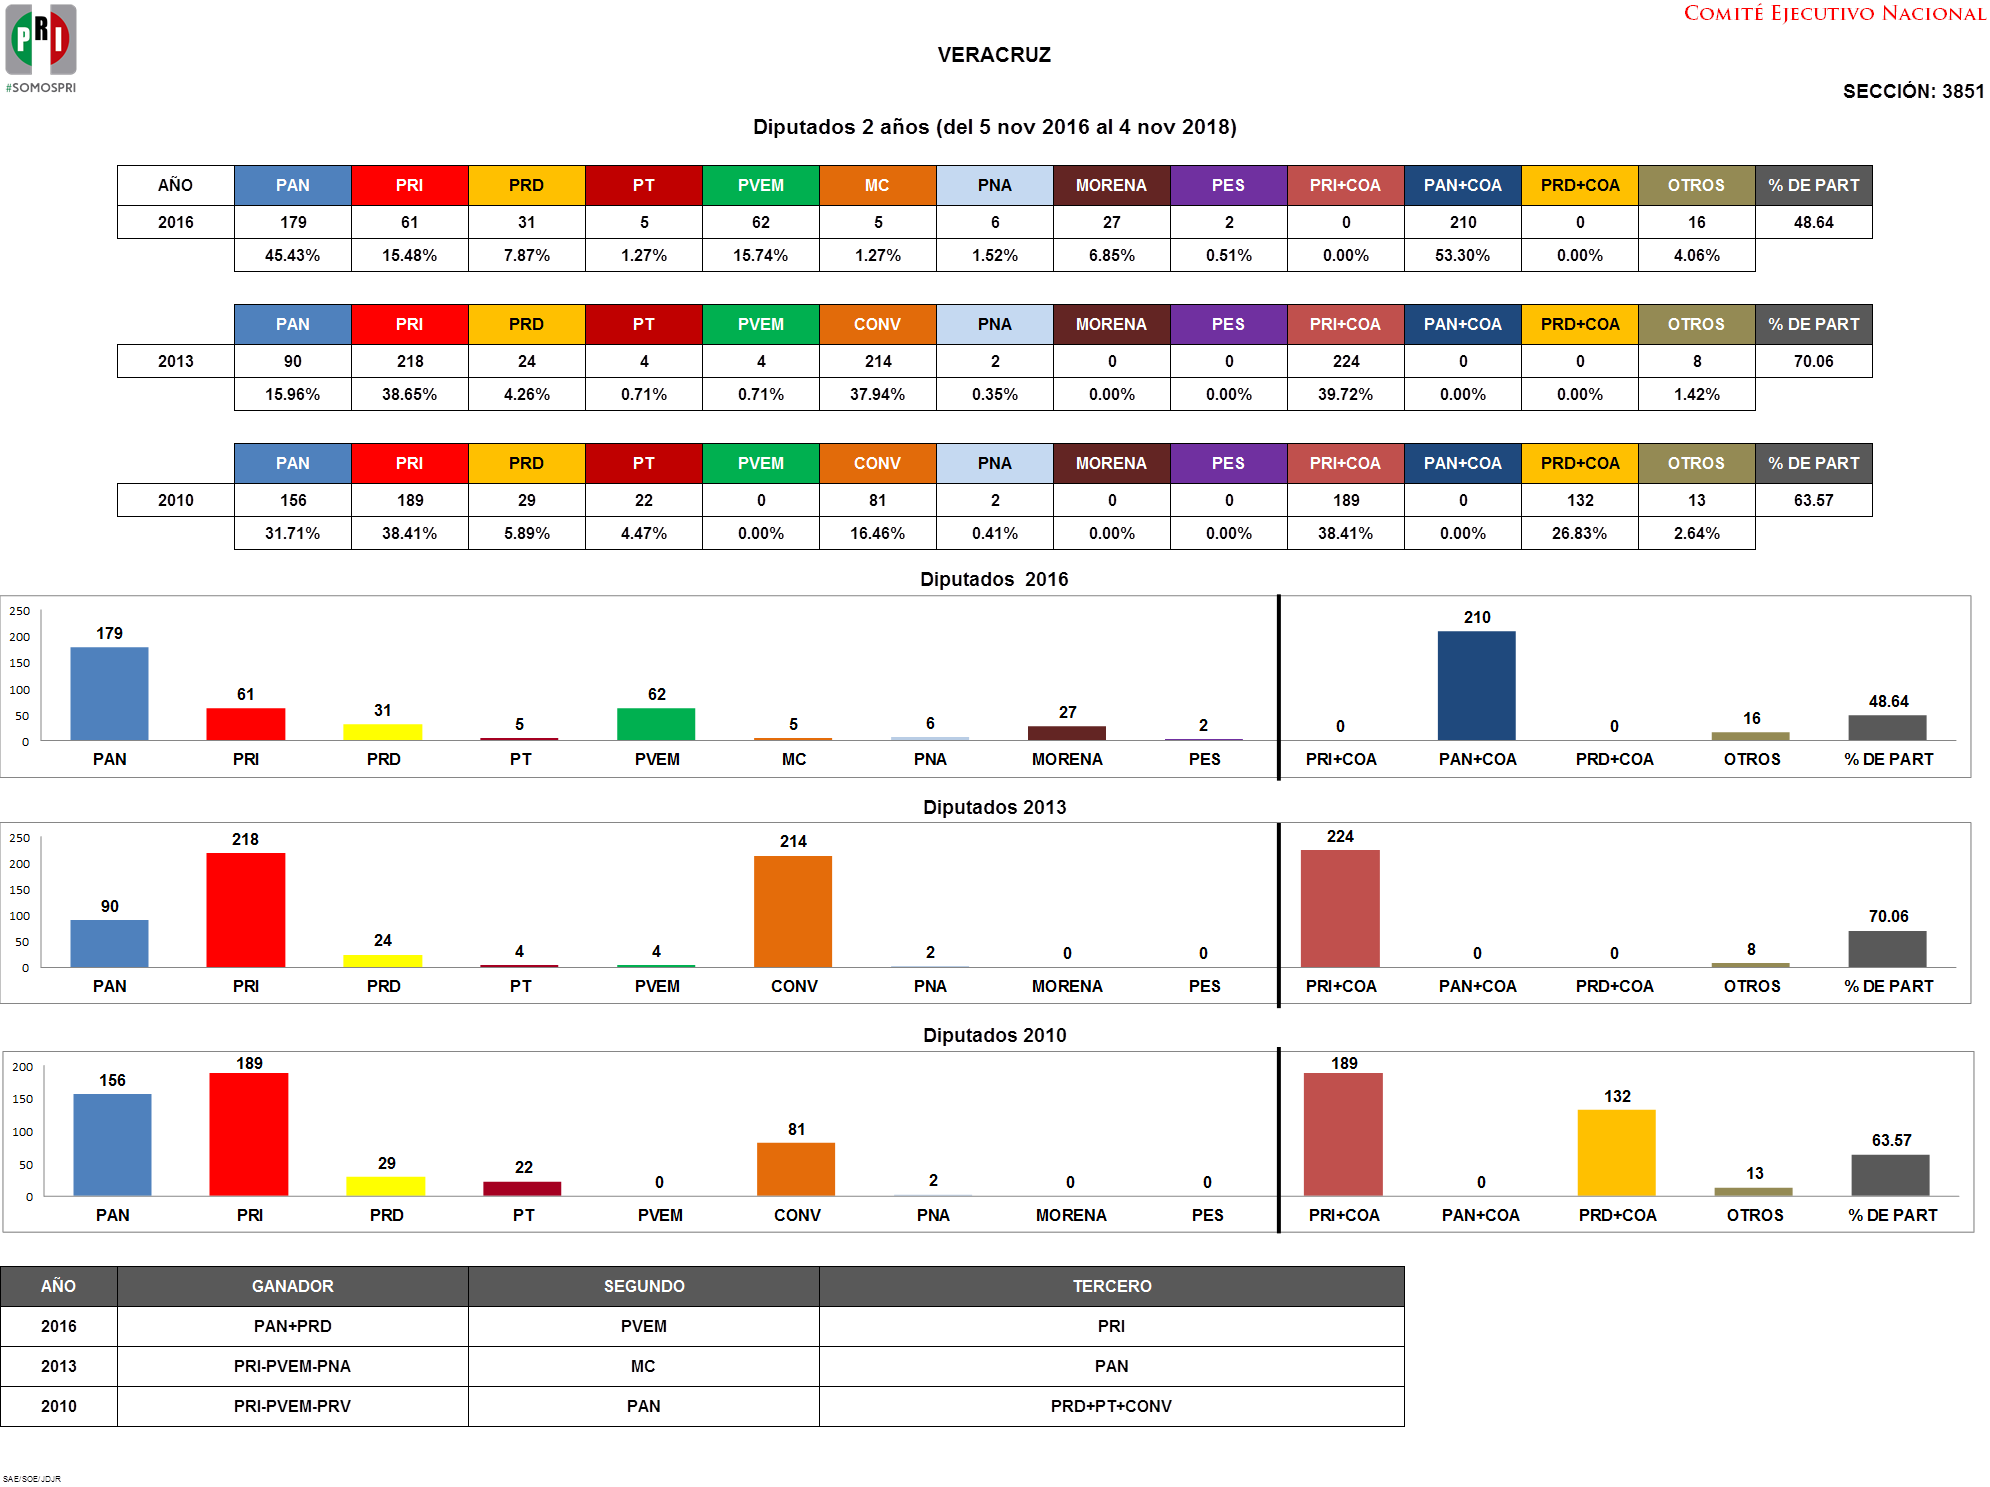 PRI
#SOMOSPRI
COMITÉ EJECUTIVO NACIONAL
VERACRUZ
SECCIÓN: 3851
Diputados 2 años (del 5 nov 2016 al 4 nov 2018)
AÑO PAN PRI PRD PT PVEM MC PNA MORENA PES PRI+COA PAN+COA PRD+COA OTROS % DE PART
2016 179 61 31 5 62 5 6 27 2 0 210 0 16 48.64
45.43% 15.48% 7.87% 1.27% 15.74% 1.27% 1.52% 6.85% 0.51% 0.00% 53.30% 0.00% 4.06%
PAN PRI PRD PT PVEM CONV PNA MORENA PES PRI+COA PAN+COA PRD+COA OTROS % DE PART
2013 90 218 24 4 4 214 2 0 0 224 0 0 8 70.06
15.96% 38.65% 4.26% 0.71% 0.71% 37.94% 0.35% 0.00% 0.00% 39.72% 0.00% 0.00% 1.42%
PAN PRI PRD PT PVEM CONV PNA MORENA PES PRI+COA PAN+COA PRD+COA OTROS % DE PART
2010 156 189 29 22 0 81 2 0 0 189 0 132 13 63.57
31.71% 38.41% 5.89% 4.47% 0.00% 16.46% 0.41% 0.00% 0.00% 38.41% 0.00% 26.83% 2.64%
Diputados 2016
250
200
150
100
50
0
179 61 31 5 62 5 6 27 2 0 210 0 16 48.64
PAN PRI PRD PT PVEM MC PNA MORENA PES PRI+COA PAN+COA PRD+COA OTROS % DE PART
Diputados 2013
250
200
150
100
50
0
90 218 24 4 4 214 2 0 0 224 0 0 8 70.06
PAN PRI PRD PT PVEM CONV PNA MORENA PES PRI+COA PAN+COA PRD+COA OTROS % DE PART
Diputados 2010
200
150
100
50
0
156 189 29 22 0 81 2 0 0 189 0 132 13 63.57
PAN PRI PRD PT PVEM CONV PNA MORENA PES PRI+COA PAN+COA PRD+COA OTROS % DE PART
AÑO GANADOR SEGUNDO TERCERO
2016 PAN+PRD PVEM PRI
2013 PRI-PVEM-PNA MC PAN
2010 PRI-PVEM-PRV PAN PRD+PT+CONV
SAE/SOE/JDJR